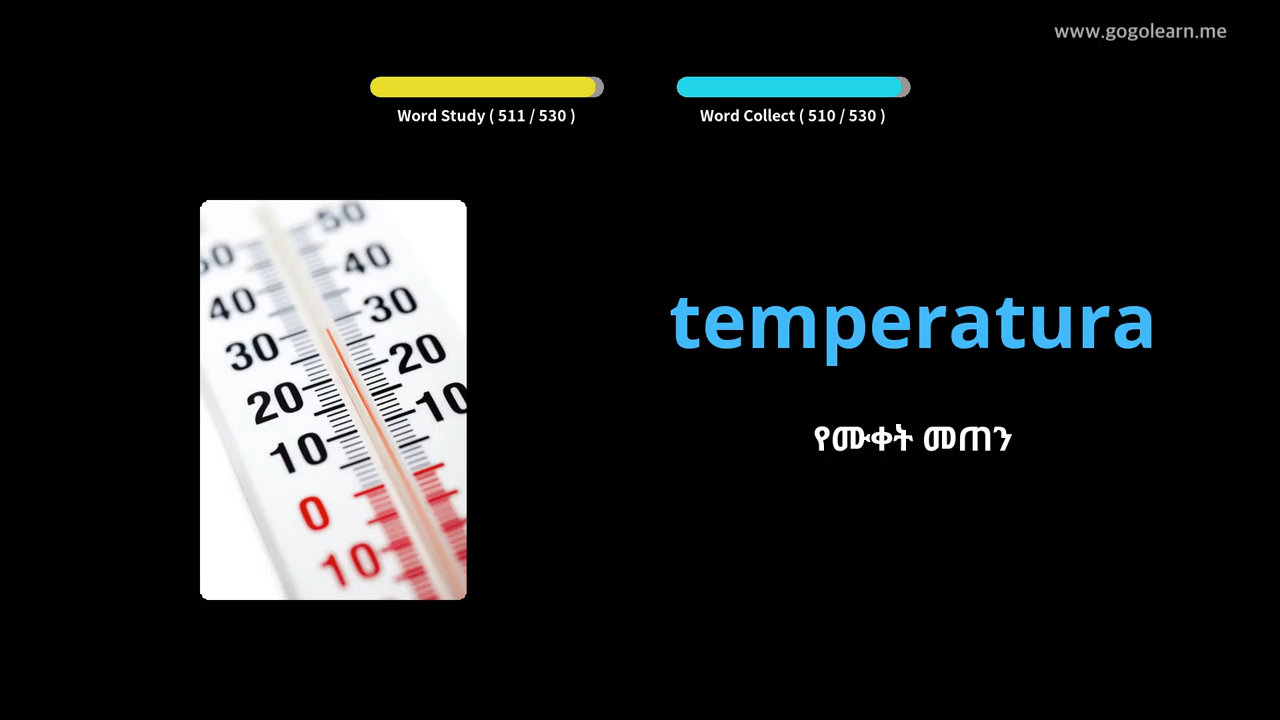 www.gogolearn.me
Word Study ( 511 / 530 )
Word Collect ( 510 / 530 )
50
50
40
40
30
30
20
20
10
10
0
10
temperatura
የሙቀት መጠን